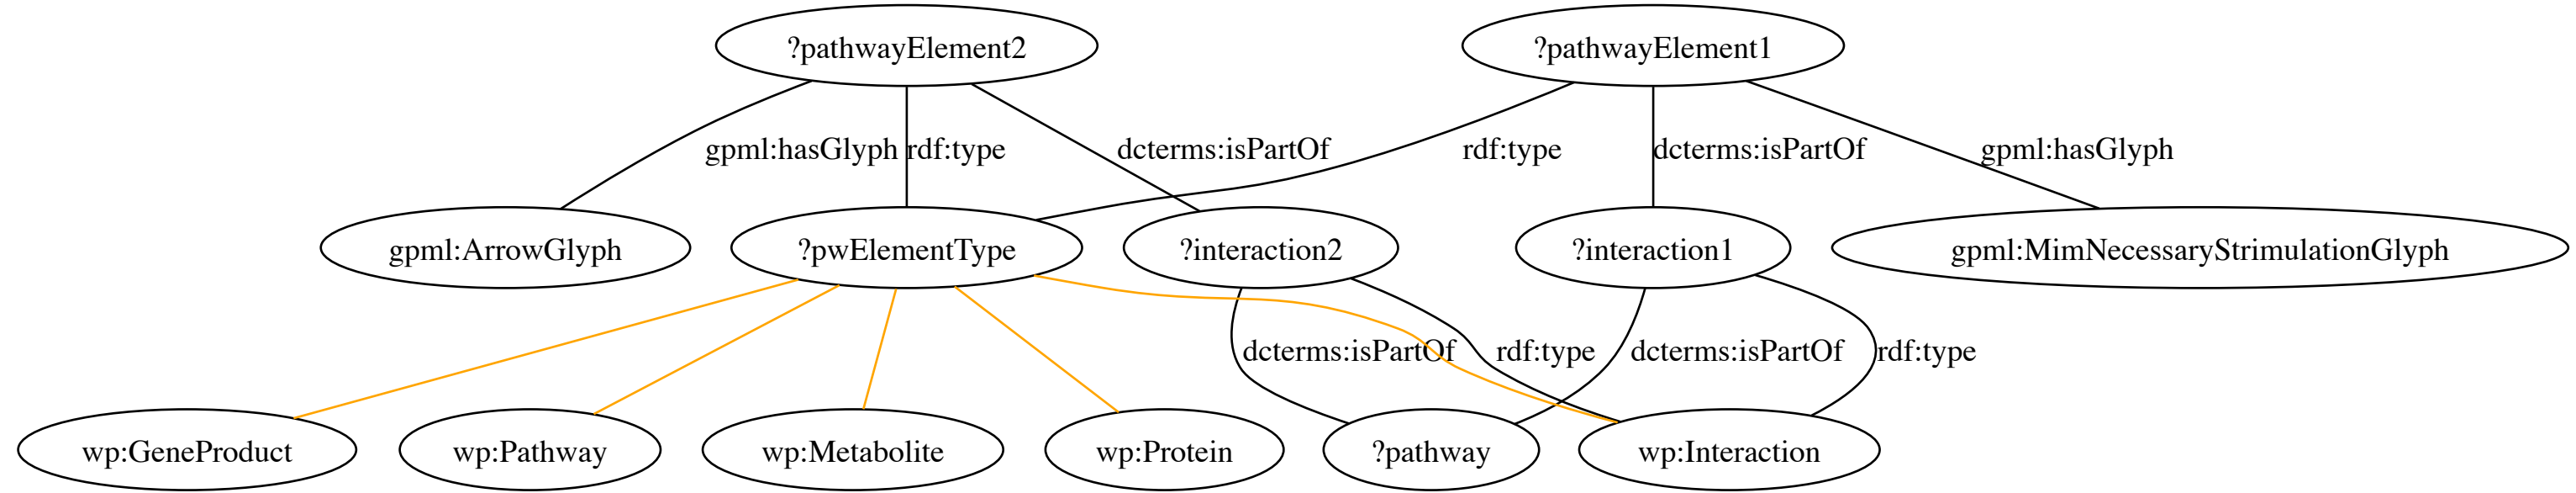 ?pathwayElement2
?pathwayElement1
gpml:hasGlyph
rdf:type
dcterms:isPartOf
rdf:type
dcterms:isPartOf
gpml:hasGlyph
gpml:ArrowGlyph
?pwElementType
?interaction2
?interaction1
gpml:MimNecessaryStrimulationGlyph
dcterms:isPartOf
rdf:type
dcterms:isPartOf
rdf:type
wp:GeneProduct
wp:Pathway
wp:Metabolite
wp:Protein
?pathway
wp:Interaction